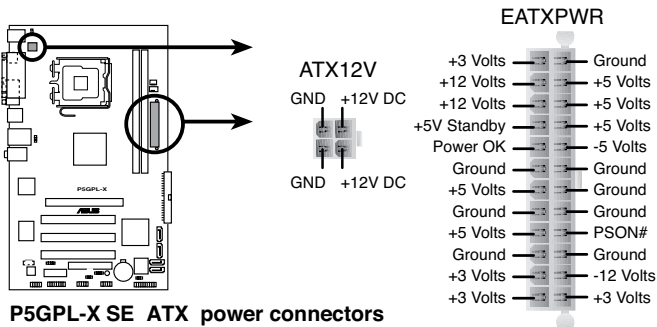 EATXPWR
ATX12V
GND +12V DC
GND +12V DC
+3 Volts Ground
+12 Volts +5 Volts
+12 Volts +5 Volts
+5V Standby +5 Volts
Power OK -5 Volts
Ground Ground
+5 Volts Ground
Ground Ground
+5 Volts PSON#
Ground Ground
+3 Volts -12 Volts
+3 Volts +3 Volts
P5GPL-X
ASUS
P5GPL-X SE ATX power connectors